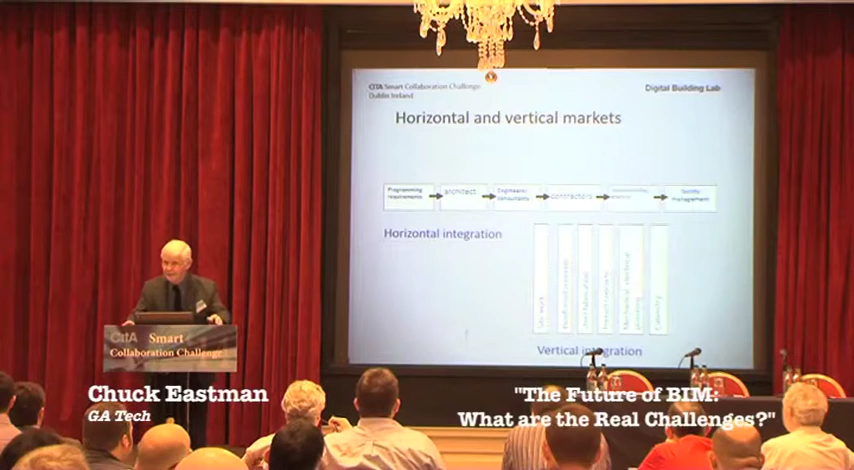 CITA Smart Collaboration Challenge
Dublin Ireland
Digital Building Lab
Horizontal and vertical markets
Programming
requirements
architect
Engineers/
consultants
contractors
management
Horizontal integration
Vertical integration
CitA Smart
Collaboration Challenge
Chuck Eastman
GA Tech
"The Future of BIM:
What are the Real Challenges?"